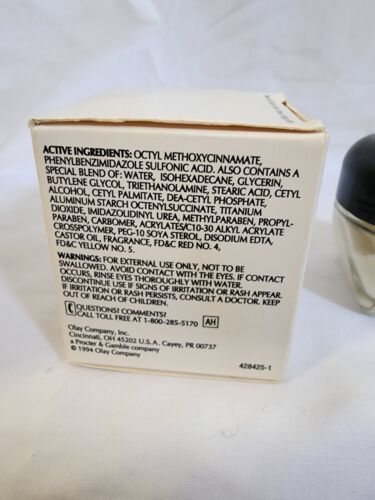 ACTIVE INGREDIENTS: OCTYL METHOXYCINNAMATE,
PHENYLBENZIMIDAZOLE SULFONIC ACID. ALSO CONTAINS A
SPECIAL BLEND OF: WATER, ISOHEXADECANE, GLYCERIN,
BUTYLENE GLYCOL, TRIETHANOLAMINE, STEARIC ACID, CETYL
ALCOHOL, CETYL PALMITATE, DEA-CETYL PHOSPHATE,
ALUMINUM STARCH OCTENYLSUCCINATE, TITANIUM
DIOXIDE, IMIDAZOLIDINYL UREA, METHYLPARABEN, PROPYL-
PARABEN, CARBOMER, ACRYLATES/C10-30 ALKYL ACRYLATE
CROSSPOLYMER, PEG-10 SOYA STEROL, DISODIUM EDTA,
CASTOR OIL, FRAGRANCE, FD&C RED NO. 4,
FD&C YELLOW NO. 5.
WARNINGS: FOR EXTERNAL USE ONLY, NOT TO BE
SWALLOWED. AVOID CONTACT WITH THE EYES. IF CONTACT
OCCURS, RINSE EYES THOROUGHLY WITH WATER.
DISCONTINUE USE IF SIGNS OF IRRITATION OR RASH APPEAR.
IF IRRITATION OR RASH PERSISTS, CONSULT A DOCTOR. KEEP
OUT OF REACH OF CHILDREN.
QUESTIONS? COMMENTS?
CALL TOLL FREE AT 1-800-285-5170 AH
Olay Company, Inc.
Cincinnati, OH 45202 U.S.A. Cayey, PR 00737
a Procter & Gamble company
© 1994 Olay Company
428425-1